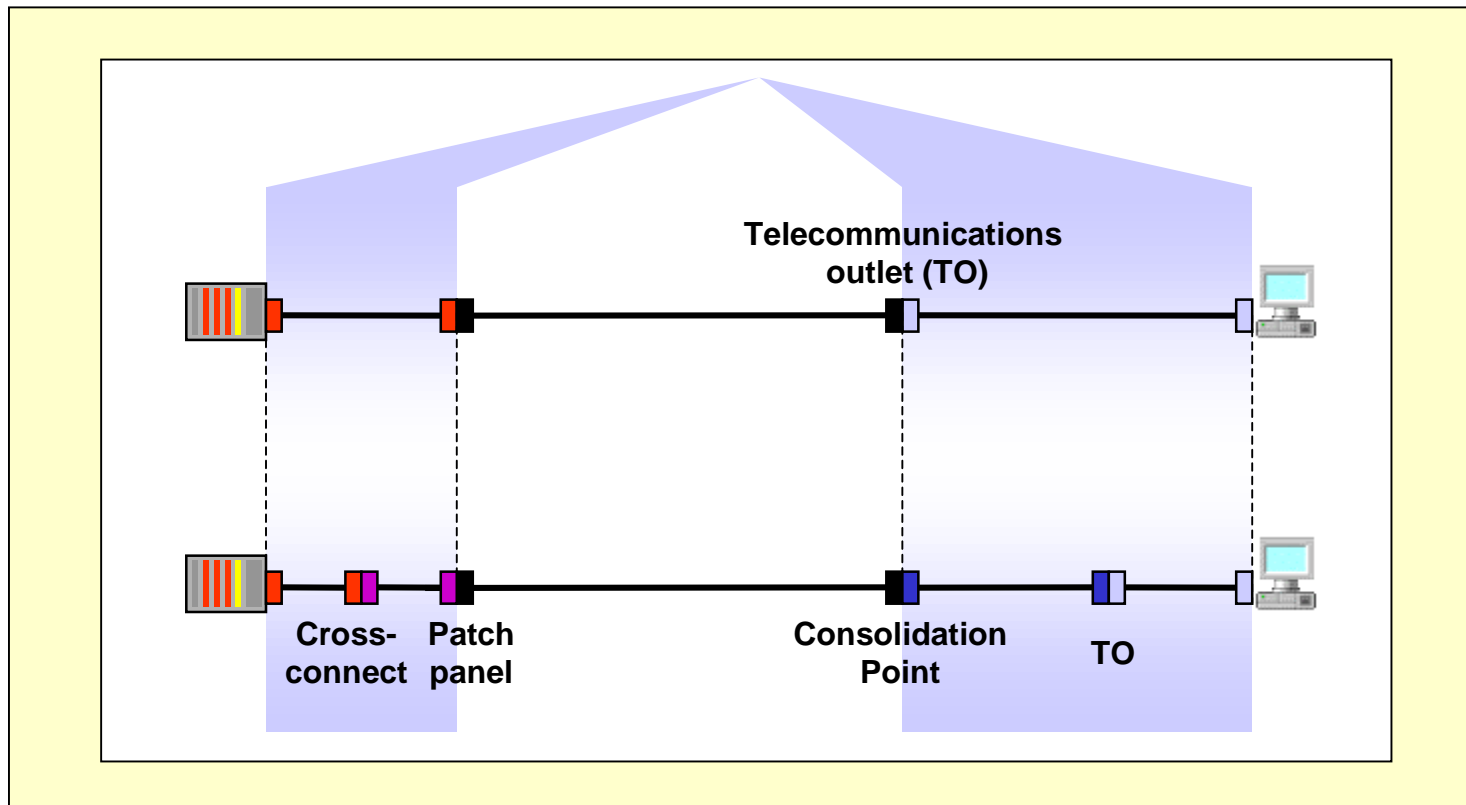 Telecommunications
outlet (TO)
Cross-
connect
Patch
panel
Consolidation
Point
TO